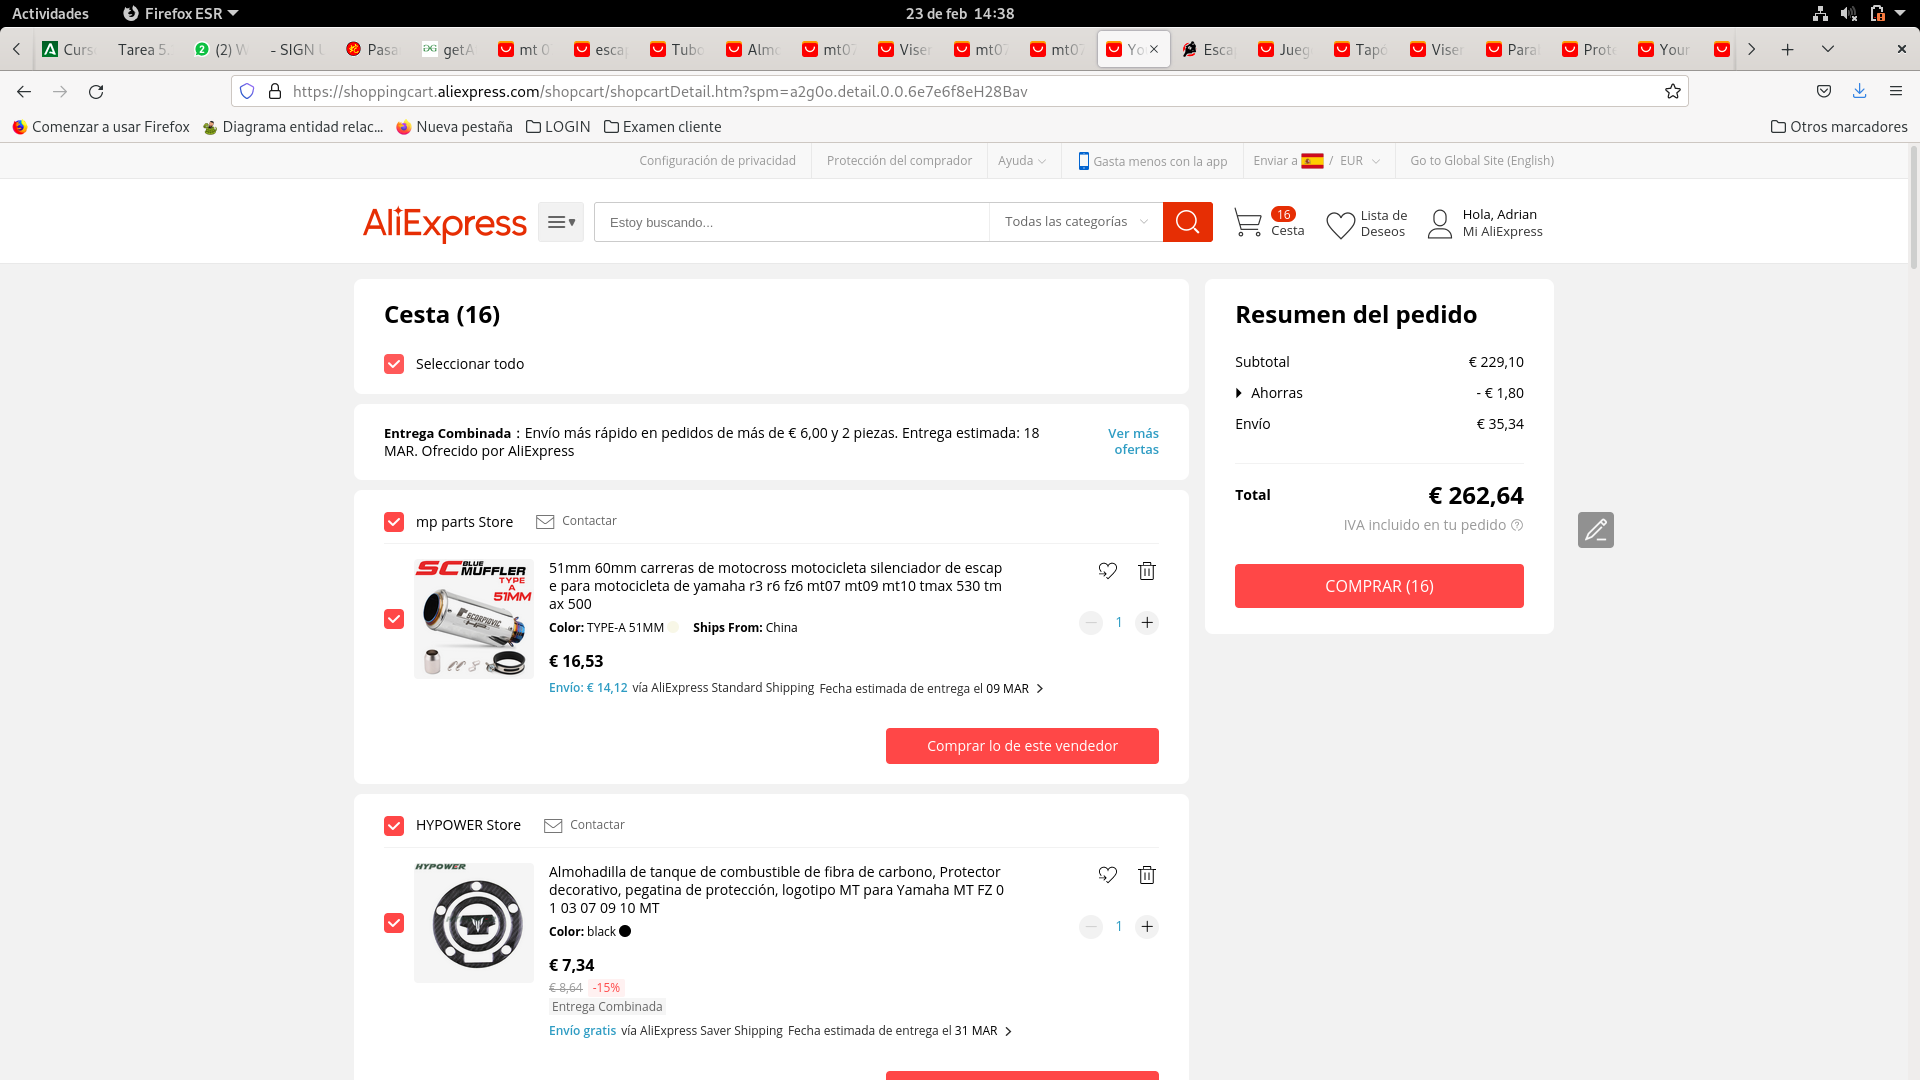 Actividades Firefox ESR 23 de feb 14:38
Curs Tarea 5. (2) W - SIGN U Pasa getA mt 0 esca Tubo Almo mt07 Viser mt07 mt07 Yo Esca Jueg Tapó Viser Para Prote Your
https://shoppingcart.aliexpress.com/shopcart/shopcartDetail.htm?spm=a2g0o.detail.0.0.6e7e6f8eH28Bav
Comenzar a usar Firefox Diagrama entidad relac... Nueva pestaña LOGIN Examen cliente Otros marcadores
Configuración de privacidad Protección del comprador Ayuda Gasta menos con la app Enviar a / EUR Go to Global Site (English)
AliExpress Estoy buscando... Todas las categorías 16 Cesta Lista de Deseos Hola, Adrian Mi AliExpress
Cesta (16)
Seleccionar todo
Entrega Combinada : Envío más rápido en pedidos de más de € 6,00 y 2 piezas. Entrega estimada: 18
MAR. Ofrecido por AliExpress
Ver más
ofertas
mp parts Store Contactar
SC BLUE MUFFLER TYPE A 51MM
SCORPIOVIC
51mm 60mm carreras de motocross motocicleta silenciador de escap
e para motocicleta de yamaha r3 r6 fz6 mt07 mt09 mt10 tmax 530 tm
ax 500
Color: TYPE-A 51MM Ships From: China
1
€ 16,53
Envío: € 14,12 vía AliExpress Standard Shipping Fecha estimada de entrega el 09 MAR
Comprar lo de este vendedor
HYPOWER Store Contactar
HYPOWER
Almohadilla de tanque de combustible de fibra de carbono, Protector
decorativo, pegatina de protección, logotipo MT para Yamaha MT FZ 0
1 03 07 09 10 MT
Color: black
1
€ 7,34
€ 8,64 -15%
Entrega Combinada
Envío gratis vía AliExpress Saver Shipping Fecha estimada de entrega el 31 MAR
Resumen del pedido
Subtotal € 229,10
Ahorras - € 1,80
Envío € 35,34
Total € 262,64
IVA incluido en tu pedido
COMPRAR (16)